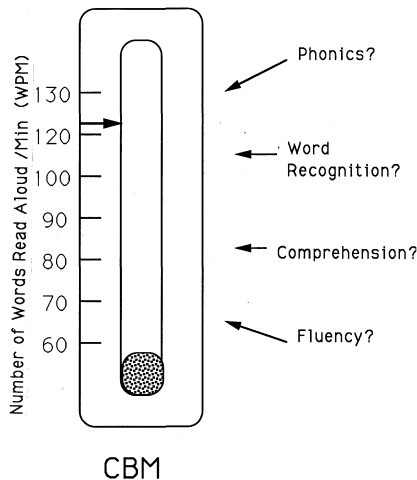 Number of Words Read Aloud /Min (WPM)
130
120
100
90
80
70
60
Phonics?
Word
Recognition?
Comprehension?
Fluency?
CBM